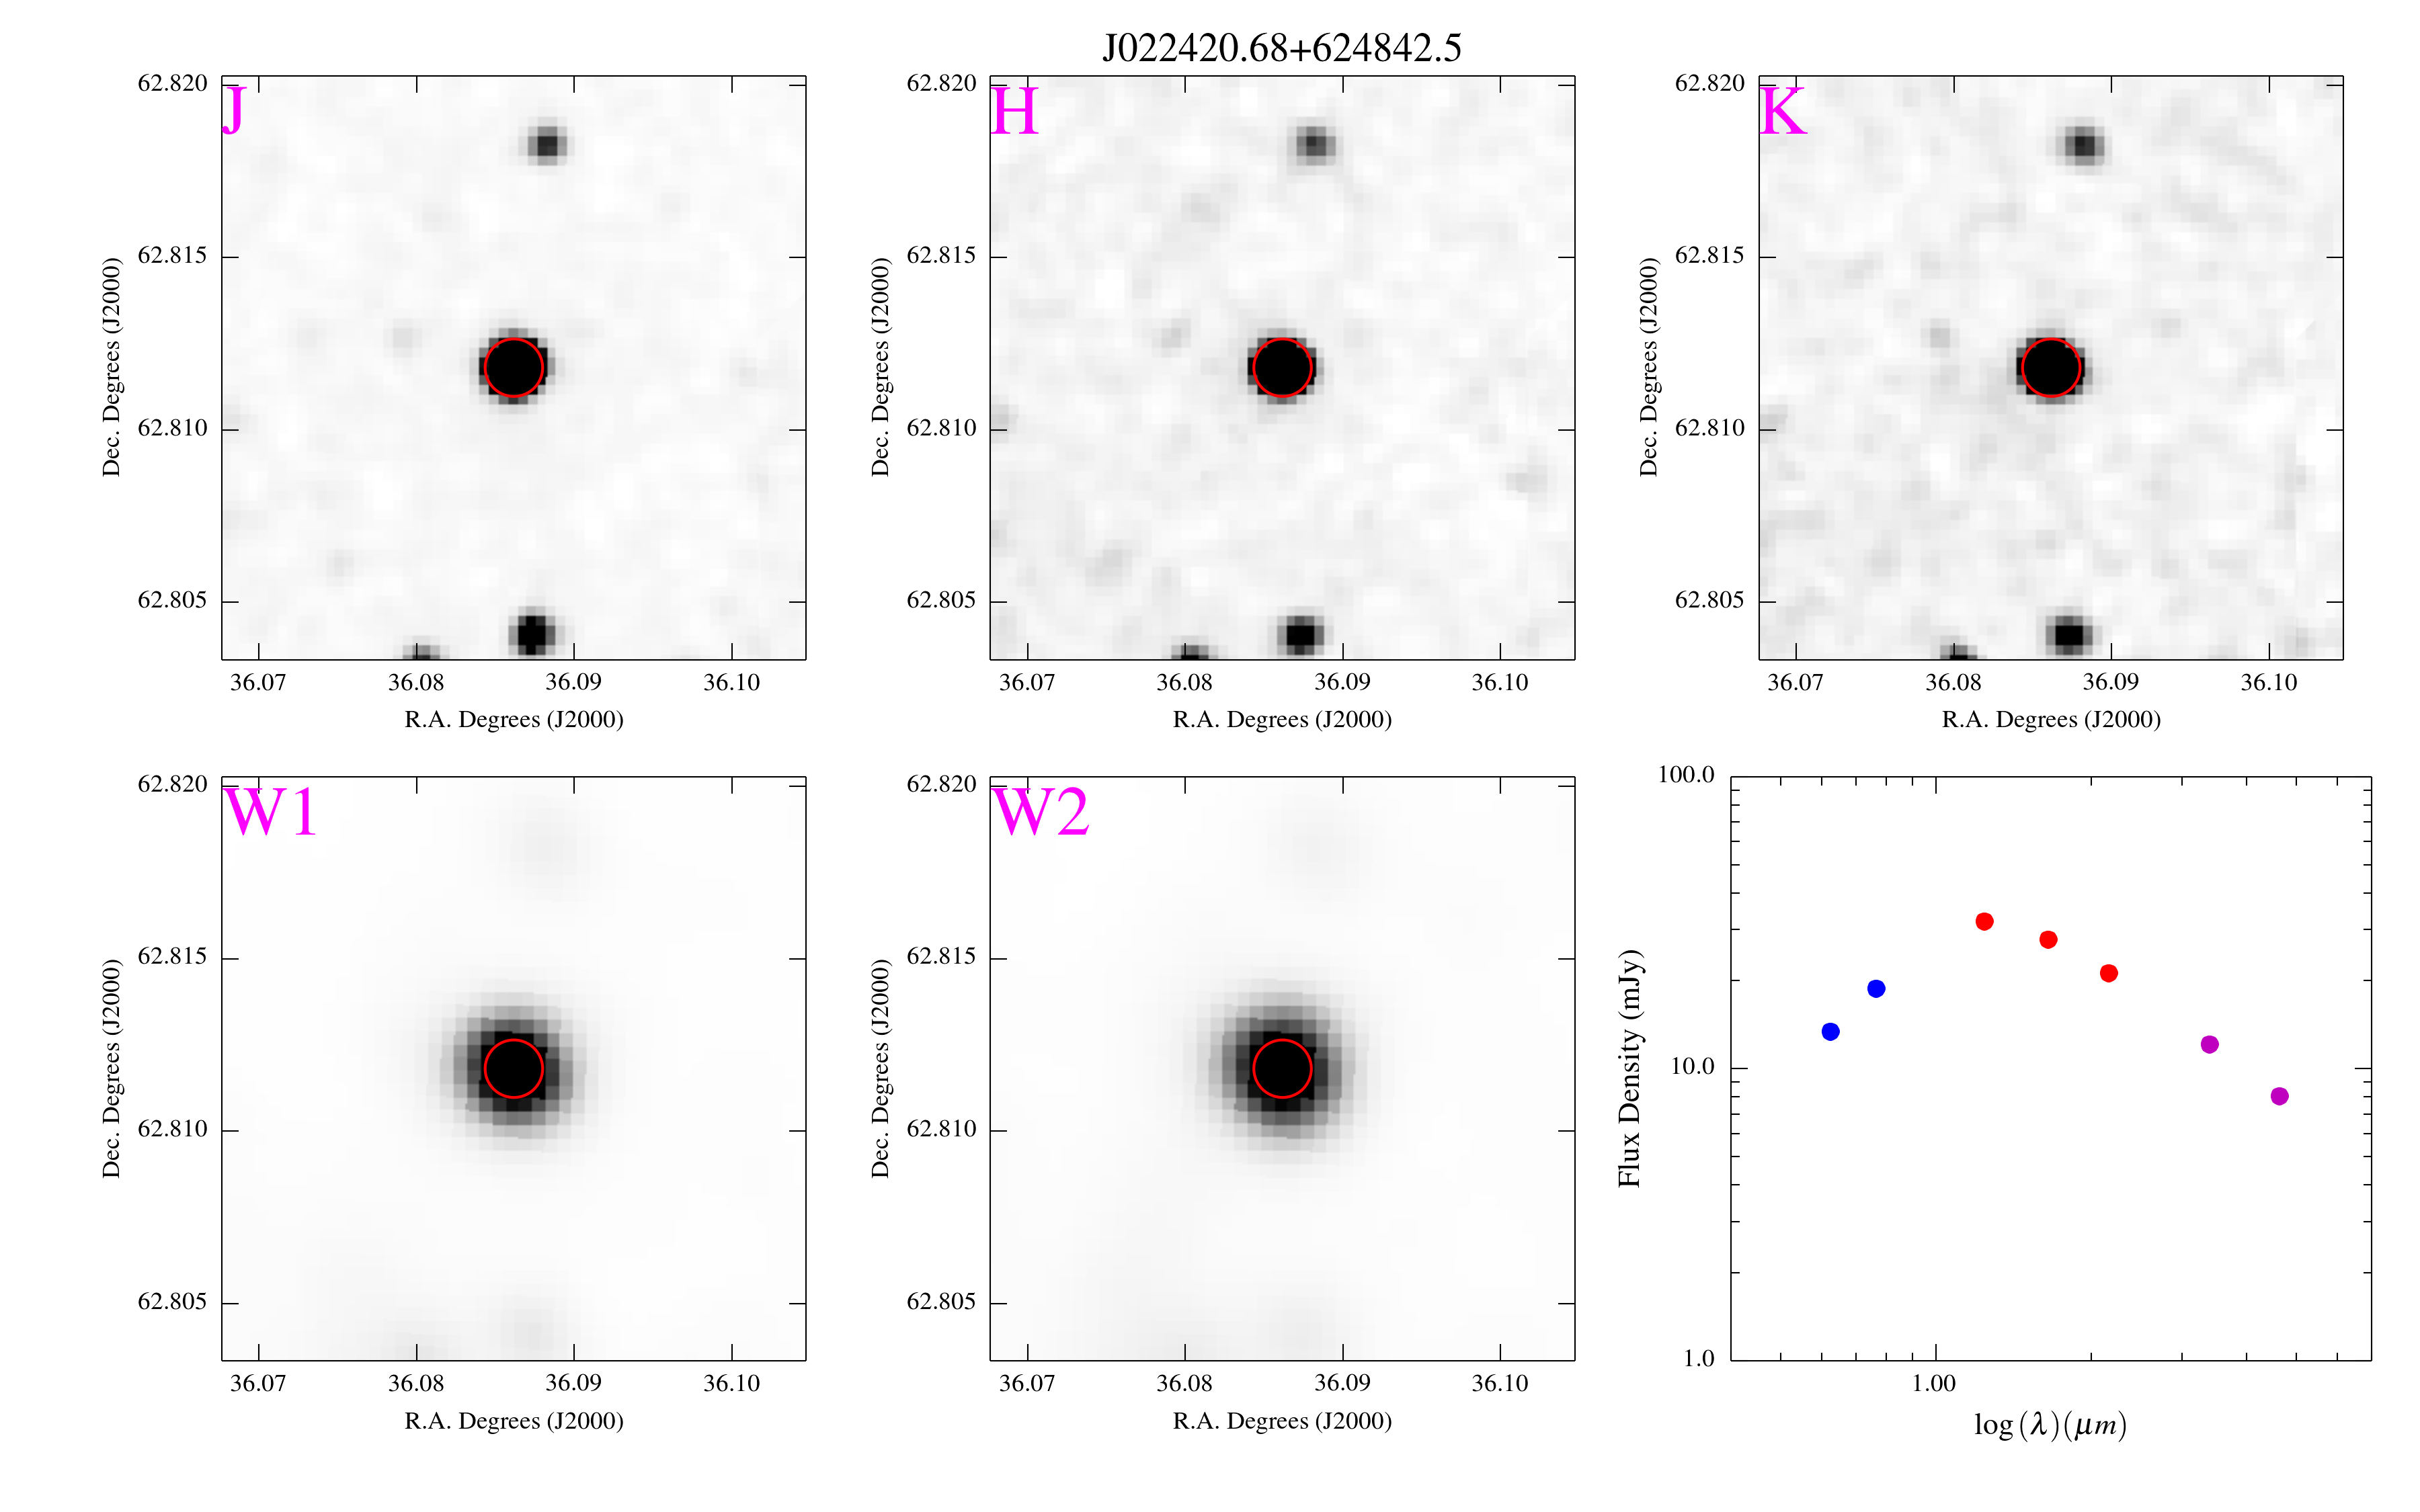 J022420.68+624842.5
J
62.820
62.815
62.810
62.805
Dec. Degrees (J2000)
36.07 36.08 36.09 36.10
R.A. Degrees (J2000)
H
62.820
62.815
62.810
62.805
Dec. Degrees (J2000)
36.07 36.08 36.09 36.10
R.A. Degrees (J2000)
K
62.820
62.815
62.810
62.805
Dec. Degrees (J2000)
36.07 36.08 36.09 36.10
R.A. Degrees (J2000)
W1
62.820
62.815
62.810
62.805
Dec. Degrees (J2000)
36.07 36.08 36.09 36.10
R.A. Degrees (J2000)
W2
62.820
62.815
62.810
62.805
Dec. Degrees (J2000)
36.07 36.08 36.09 36.10
R.A. Degrees (J2000)
100.0
10.0
1.0
Flux Density (mJy)
1.00
log (λ)(μm)